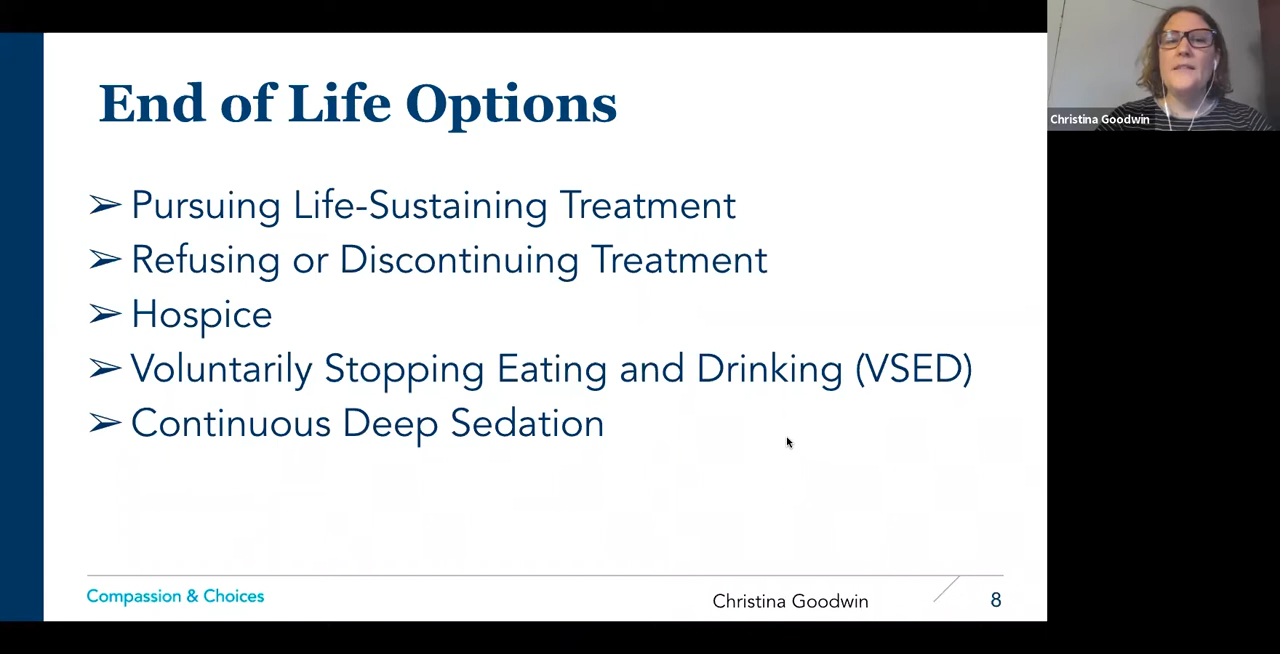 End of Life Options
➢ Pursuing Life-Sustaining Treatment
➢ Refusing or Discontinuing Treatment
➢ Hospice
➢ Voluntarily Stopping Eating and Drinking (VSED)
➢ Continuous Deep Sedation
Compassion & Choices
Christina Goodwin
8
Christina Goodwin